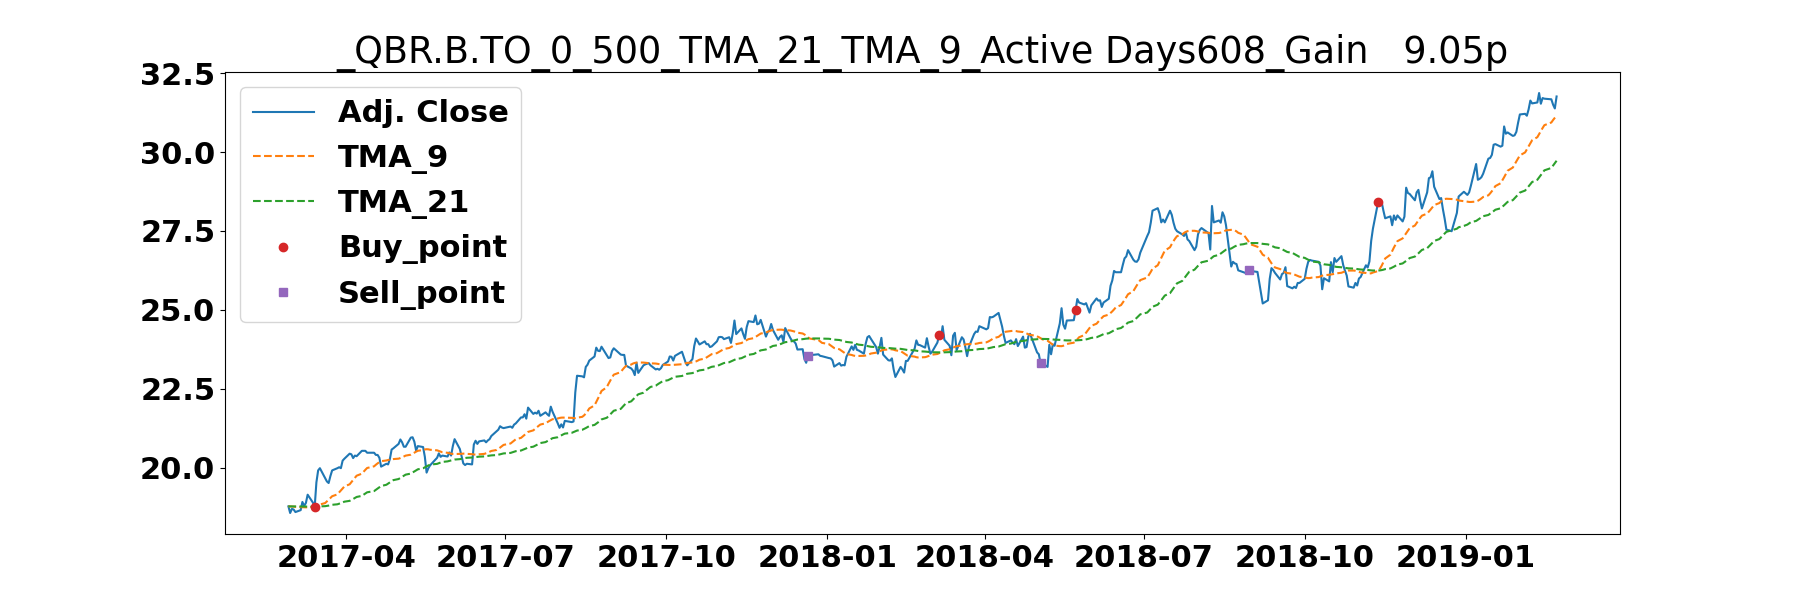 _QBR.B.TO_0_500_TMA_21_TMA_9_Active Days608_Gain   9.05p
32.5
30.0
27.5
25.0
22.5
20.0
Adj. Close
TMA_9
TMA_21
Buy_point
Sell_point
2017-04 2017-07 2017-10 2018-01 2018-04 2018-07 2018-10 2019-01